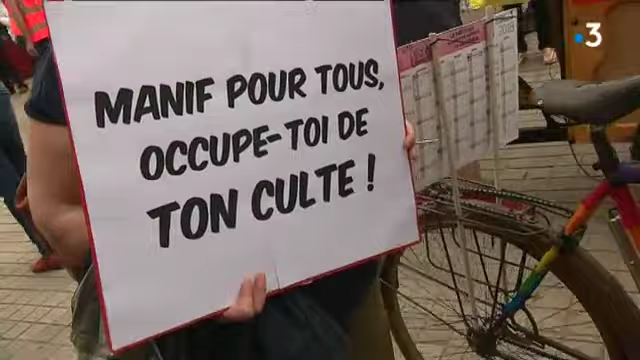 MANIF POUR TOUS,
OCCUPE-TOI DE
TON CULTE !
3